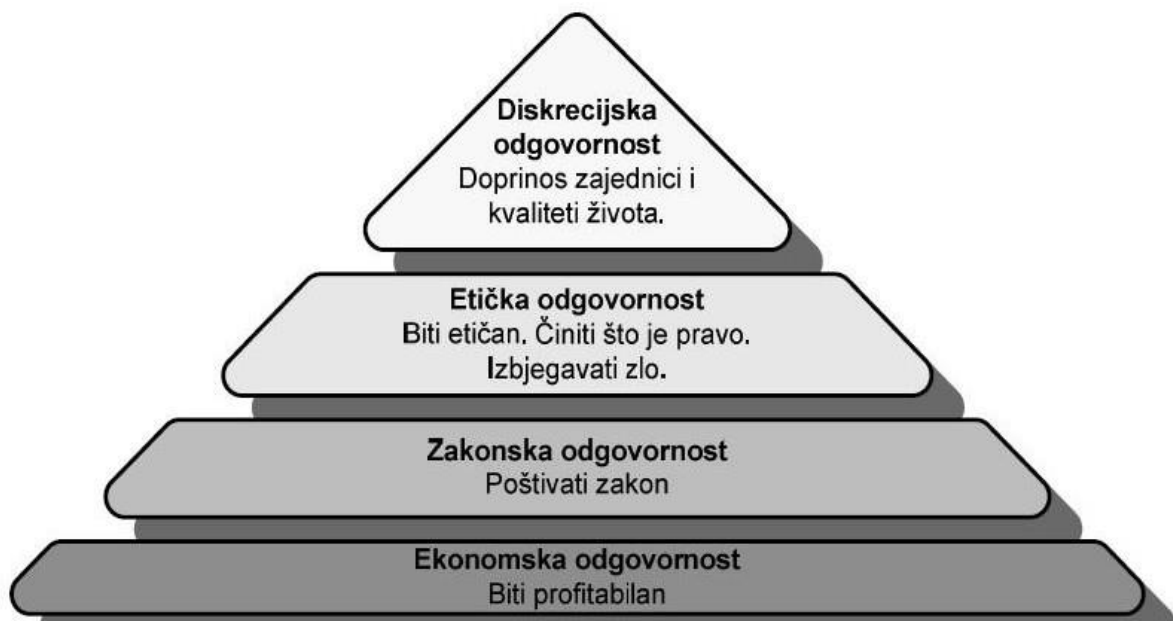 Diskrecijska
odgovornost
Doprinos zajednici i
kvaliteti života.
Etička odgovornost
Biti etičan. Činiti što je pravo.
Izbjegavati zlo.
Zakonska odgovornost
Poštivati zakon
Ekonomska odgovornost
Biti profitabilan